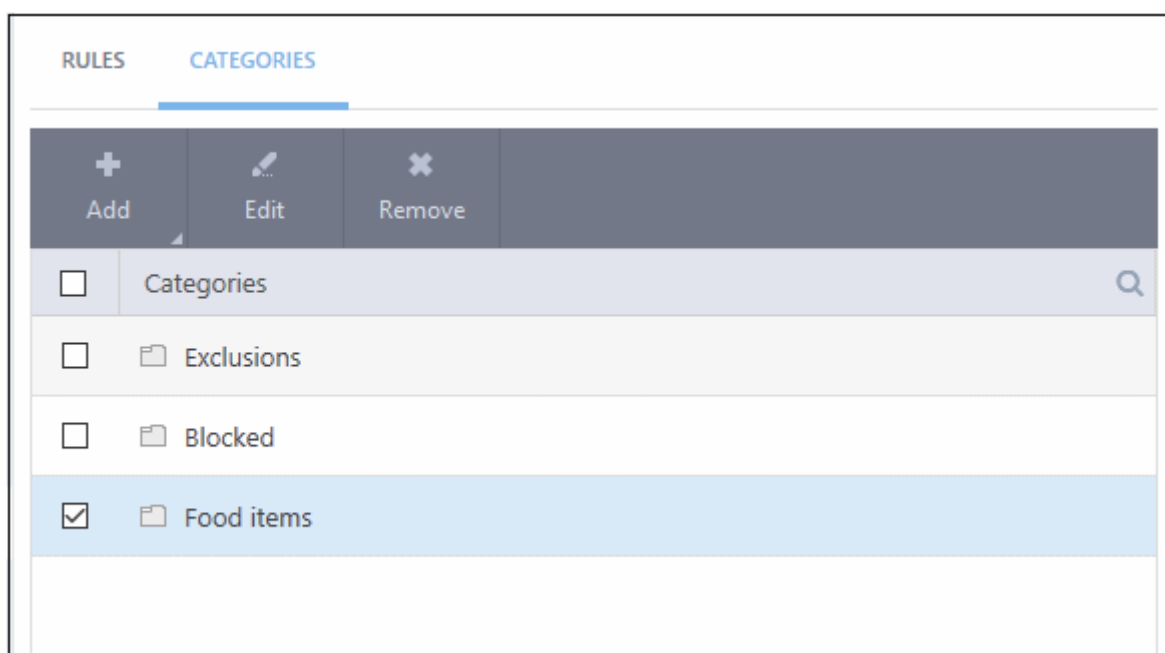 RULES CATEGORIES
Add Edit Remove
Categories
Exclusions
Blocked
Food items